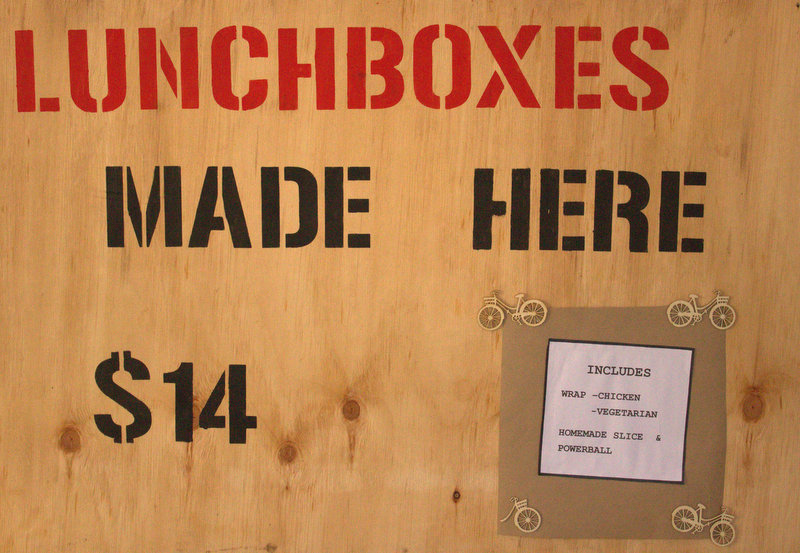 LUNCHBOXES
MADE HERE
$14
INCLUDES
WRAP -CHICKEN
-VEGETARIAN
HOMEMADE SLICE &
POWERBALL